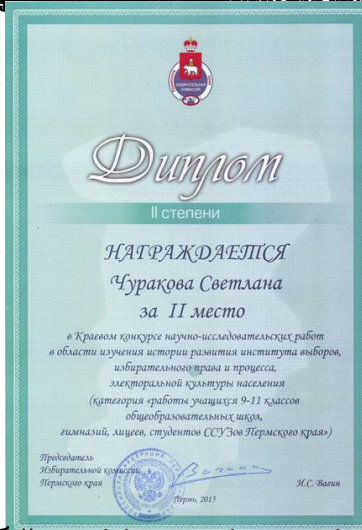 ИЗБИРАТЕЛЬНАЯ
КОМИССИЯ
Диплом
II степени
НАГРАЖДАЕТСЯ
Чуракова Светлана
за II место
в Краевом конкурсе научно-исследовательских работ
в области изучения истории развития института выборов,
избирательного права и процесса,
электоральной культуры населения
(категория «работы учащихся 9-11 классов
общеобразовательных школ,
гимназий, лицеев, студентов ССУЗов Пермского края»)
Председатель
Избирательной комиссии
Пермского края
И.С. Вагин
Пермь, 2015